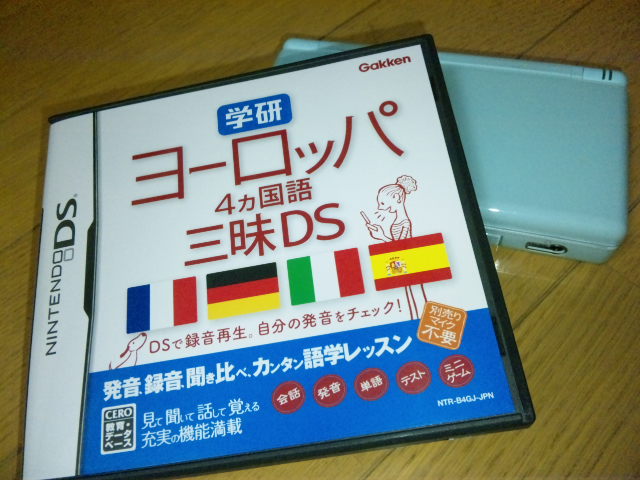 Gakken
学研
ヨーロッパ
4ヵ国語
三昧DS
NINTENDO DS
DSで録音再生。自分の発音をチェック!
別売り
マイク
不要
発音、録音、聞き比べ、カンタン語学レッスン
会話
発音
単語
テスト
ミニ
ゲーム
CERO
教育・
データ
ベース
見て聞いて話して覚える
充実の機能満載
NTR-B4GJ-JPN